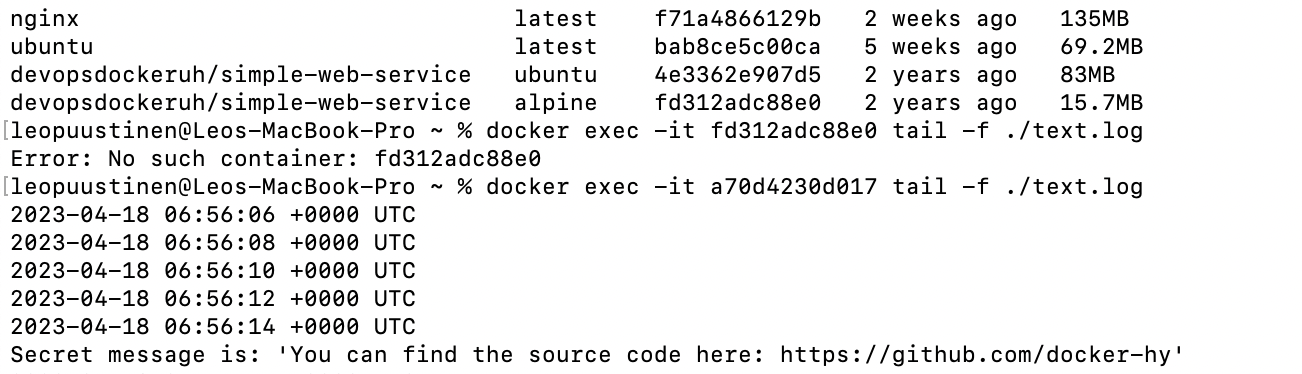 nginx latest f71a4866129b 2 weeks ago 135MB
ubuntu latest bab8ce5c00ca 5 weeks ago 69.2MB
devopsdockeruh/simple-web-service ubuntu 4e3362e907d5 2 years ago 83MB
devopsdockeruh/simple-web-service alpine fd312adc88e0 2 years ago 15.7MB
[leopuustinen@Leos-MacBook-Pro ~ % docker exec -it fd312adc88e0 tail -f ./text.log
Error: No such container: fd312adc88e0
[leopuustinen@Leos-MacBook-Pro ~ % docker exec -it a70d4230d017 tail -f ./text.log
2023-04-18 06:56:06 +0000 UTC
2023-04-18 06:56:08 +0000 UTC
2023-04-18 06:56:10 +0000 UTC
2023-04-18 06:56:12 +0000 UTC
2023-04-18 06:56:14 +0000 UTC
Secret message is: 'You can find the source code here: https://github.com/docker-hy'